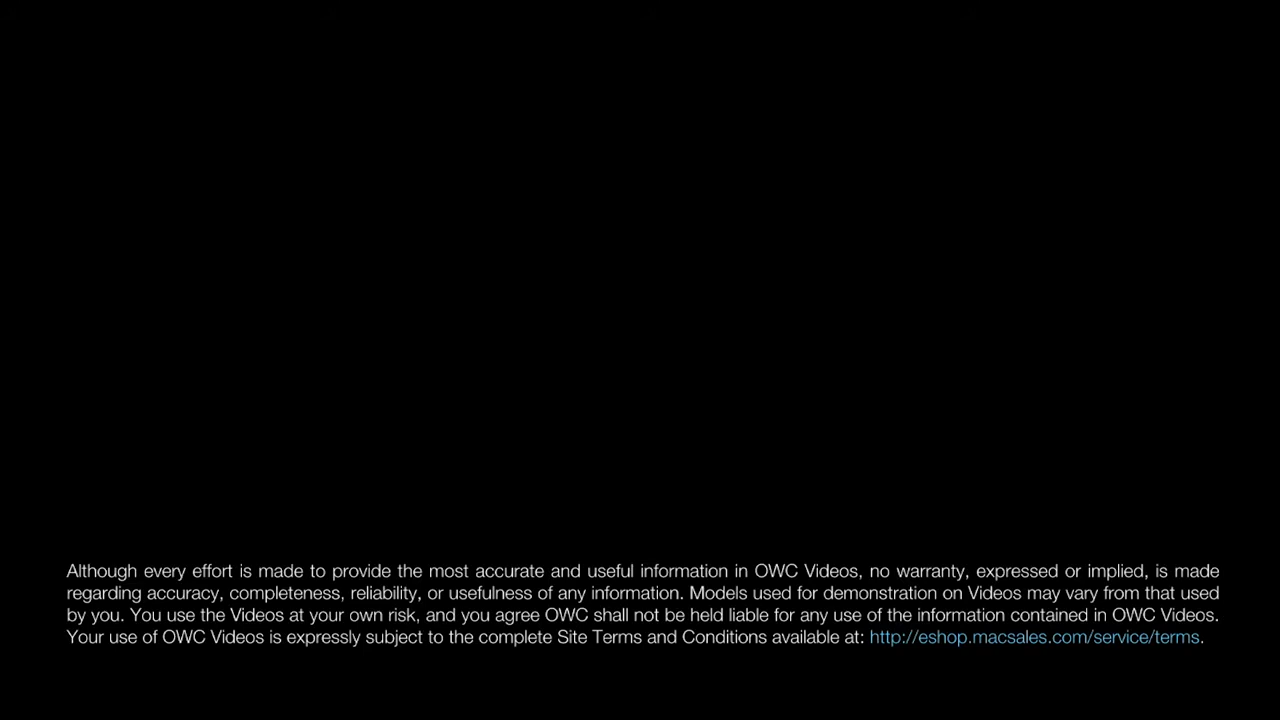 Although every effort is made to provide the most accurate and useful information in OWC Videos, no warranty, expressed or implied, is made
regarding accuracy, completeness, reliability, or usefulness of any information. Models used for demonstration on Videos may vary from that used
by you. You use the Videos at your own risk, and you agree OWC shall not be held liable for any use of the information contained in OWC Videos.
Your use of OWC Videos is expressly subject to the complete Site Terms and Conditions available at: http://eshop.macsales.com/service/terms.